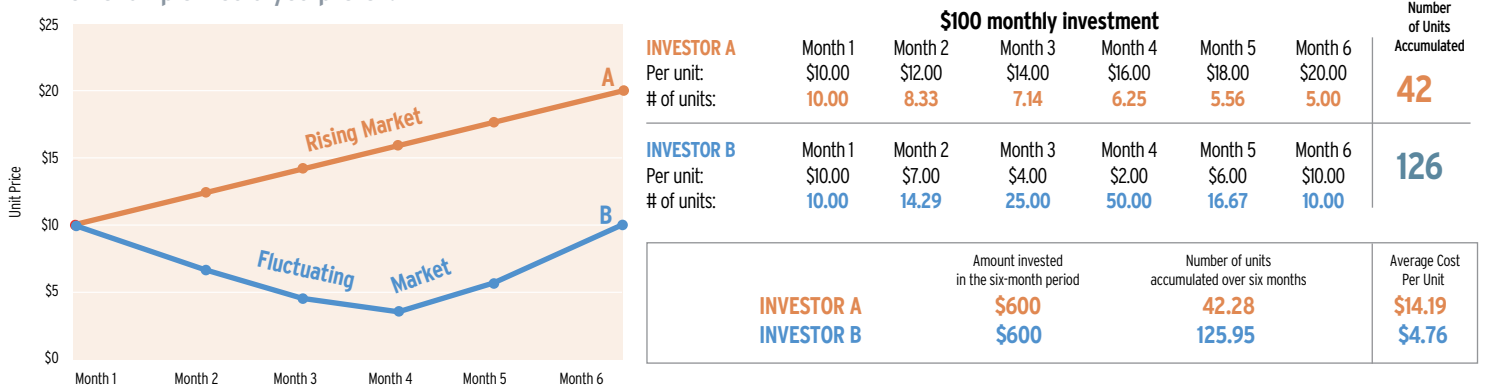 $25
$20
$15
$10
$5
$0
Unit Price
A
Rising Market
B
Fluctuating Market
Month 1 Month 2 Month 3 Month 4 Month 5 Month 6
$100 monthly investment
Number
of Units
Accumulated
INVESTOR A Month 1 Month 2 Month 3 Month 4 Month 5 Month 6
Per unit: $10.00 $12.00 $14.00 $16.00 $18.00 $20.00
# of units: 10.00 8.33 7.14 6.25 5.56 5.00
42
INVESTOR B Month 1 Month 2 Month 3 Month 4 Month 5 Month 6
Per unit: $10.00 $7.00 $4.00 $2.00 $6.00 $10.00
# of units: 10.00 14.29 25.00 50.00 16.67 10.00
126
Amount invested
in the six-month period
Number of units
accumulated over six months
Average Cost
Per Unit
INVESTOR A $600 42.28 $14.19
INVESTOR B $600 125.95 $4.76